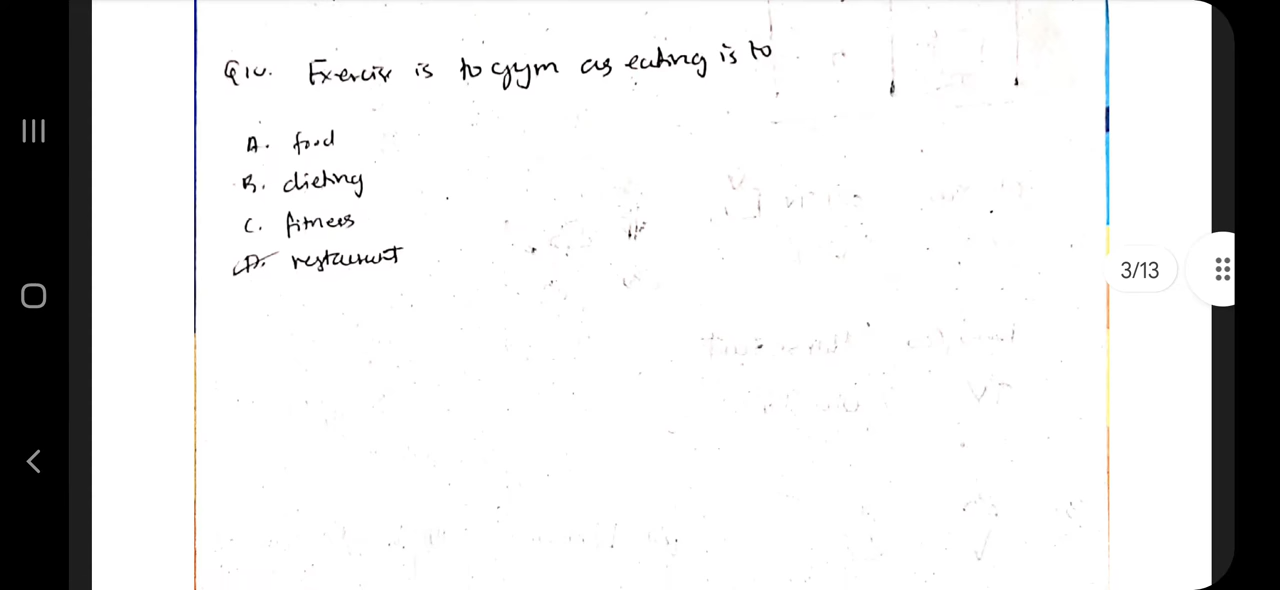 Q10. Exercise is to gym as eating is to
A. food
B. dieting
C. fitness
D. restaurant
3/13